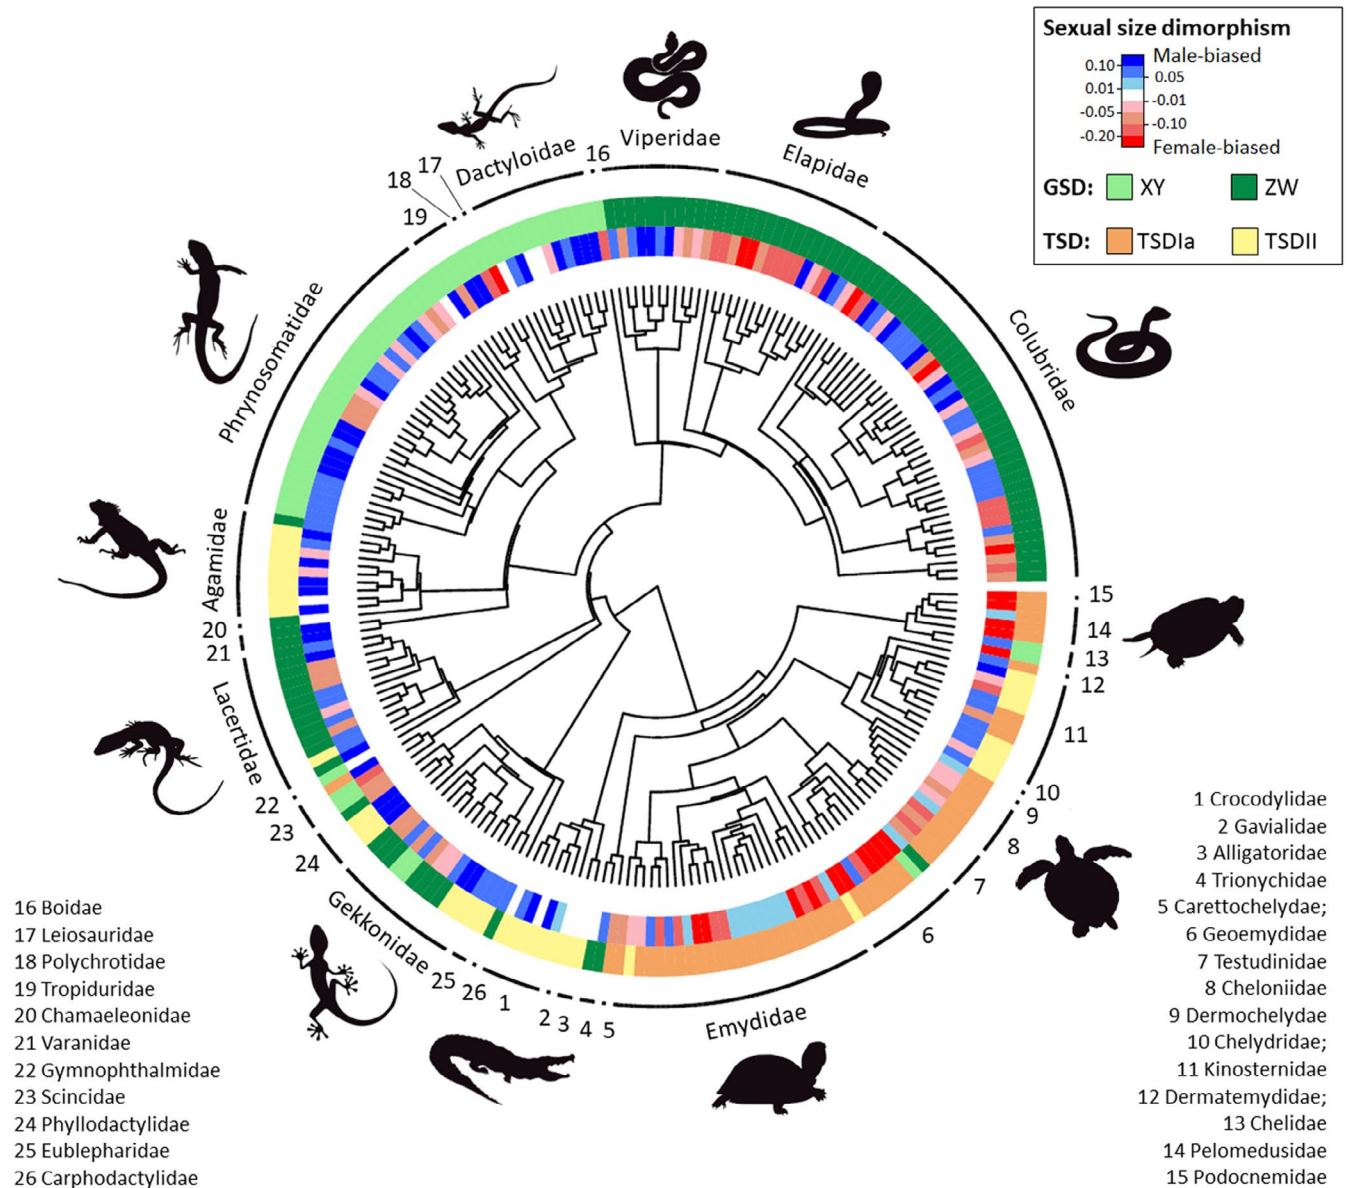 Sexual size dimorphism
0.10 Male-biased
0.05
0.01
-0.01
-0.05
-0.10
-0.20
Female-biased
GSD: XY ZW
TSD: TSDIa TSDII
Viperidae
Elapidae
Dactyloidae
16
17
18
19
Colubridae
Phrynosomatidae
Agamidae
20
21
Lacertidae
22
23
24
Gekkonidae
25
26
1
2
3
4
5
Emydidae
6
7
8
9
10
11
12
13
14
15
16 Boidae
17 Leiosauridae
18 Polychrotidae
19 Tropiduridae
20 Chamaeleonidae
21 Varanidae
22 Gymnophthalmidae
23 Scincidae
24 Phyllodactylidae
25 Eublepharidae
26 Carphodactylidae
1 Crocodylidae
2 Gavialidae
3 Alligatoridae
4 Trionychidae
5 Carettochelydae;
6 Geoemydidae
7 Testudinidae
8 Cheloniidae
9 Dermochelydae
10 Chelydridae;
11 Kinosternidae
12 Dermatemydidae;
13 Chelidae
14 Pelomedusidae
15 Podocnemidae